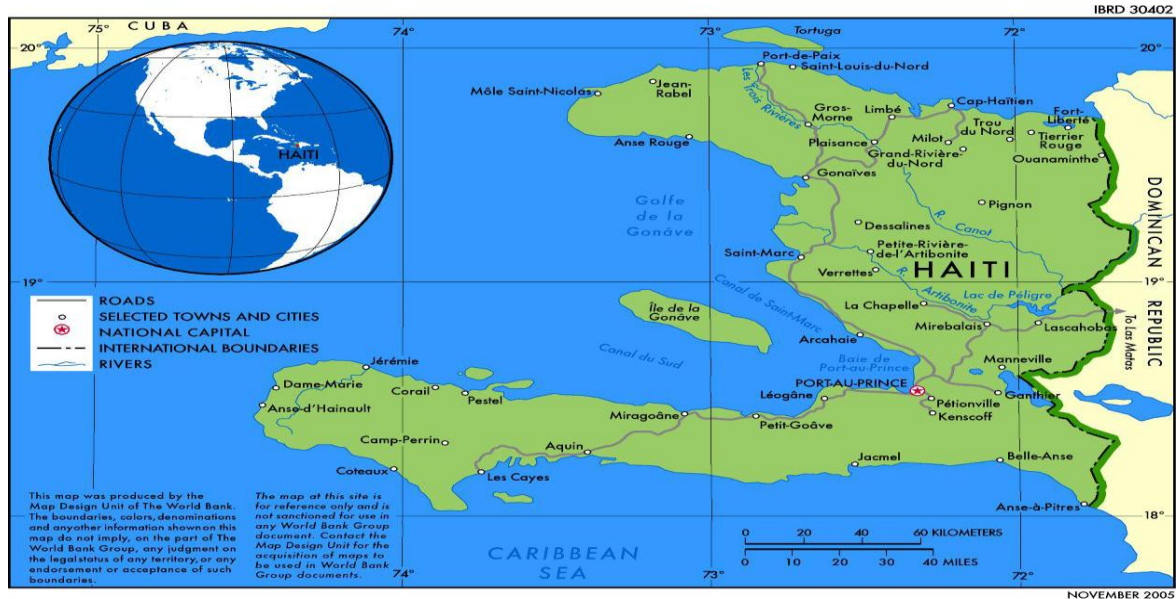 IBRD 30402
CUBA
75°
74°
73°
72°
20°
20°
Tortuga
Port-de-Paix
Saint-Louis-du-Nord
Môle Saint-Nicolas
Jean-
Rabel
Les Trois Rivières
Gros-
Morne
Limbé
Cap-Haïtien
Fort-
Liberté
Trou
du Nord
Tierrier
Rouge
Anse Rouge
Plaisance
Milot
Grand-Rivière-
du-Nord
Ouanaminthe
HAITI
Gonaïves
Golfe
de la
Gonâve
Pignon
R. Canot
Dessalines
Petite-Rivière-
de-l'Artibonite
Saint-Marc
Verrettes
HAITI
R. Artibonite
Lac de Péligre
DOMINICAN
REPUBLIC
19°
19°
Canal de Saint-Marc
La Chapelle
Île de la
Gonâve
Mirebalais
Lascahobas
To Las Matas
Arcahaie
Canal du Sud
Baie de
Port-au-Prince
Manneville
PORT-AU-PRINCE
Ganthier
Léogâne
Pétionville
Kenscoff
Jérémie
Dame-Marie
Corail
Pestel
Anse-d'Hainault
Miragoâne
Petit-Goâve
Camp-Perrin
Aquin
Jacmel
Belle-Anse
Coteaux
Les Cayes
Anse-à-Pitres
18°
18°
ROADS
SELECTED TOWNS AND CITIES
NATIONAL CAPITAL
INTERNATIONAL BOUNDARIES
RIVERS
This map was produced by the
Map Design Unit of The World Bank.
The boundaries, colors, denominations
and anyother information shown on this
map do not imply, on the part of The
World Bank Group, any judgment on
the legalstatus of any territory, or any
endorsement or acceptance of such
boundaries.
The map at this site is
for reference only and is
not sanctioned for use in
any World Bank Group
document. Contact the
Map Design Unit for the
acquisition of maps to
be used in World Bank
Group documents.
CARIBBEAN
SEA
0 20 40 60 KILOMETERS
0 10 20 30 40 MILES
74°
73°
72°
NOVEMBER 2005